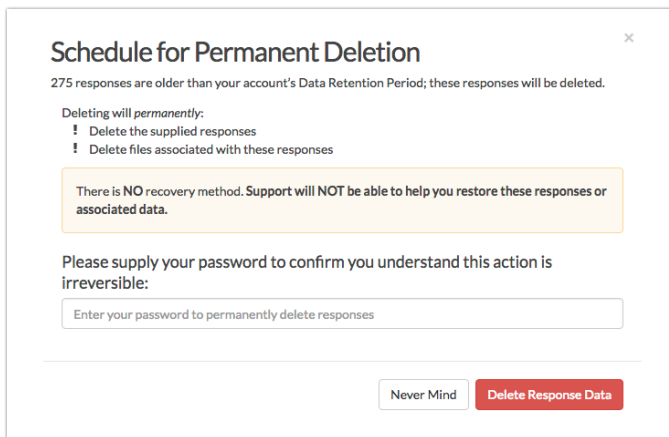 ×
Schedule for Permanent Deletion
275 responses are older than your account's Data Retention Period; these responses will be deleted.
Deleting will permanently:
! Delete the supplied responses
! Delete files associated with these responses
There is NO recovery method. Support will NOT be able to help you restore these responses or
associated data.
Please supply your password to confirm you understand this action is
irreversible:
Enter your password to permanently delete responses
Never Mind Delete Response Data